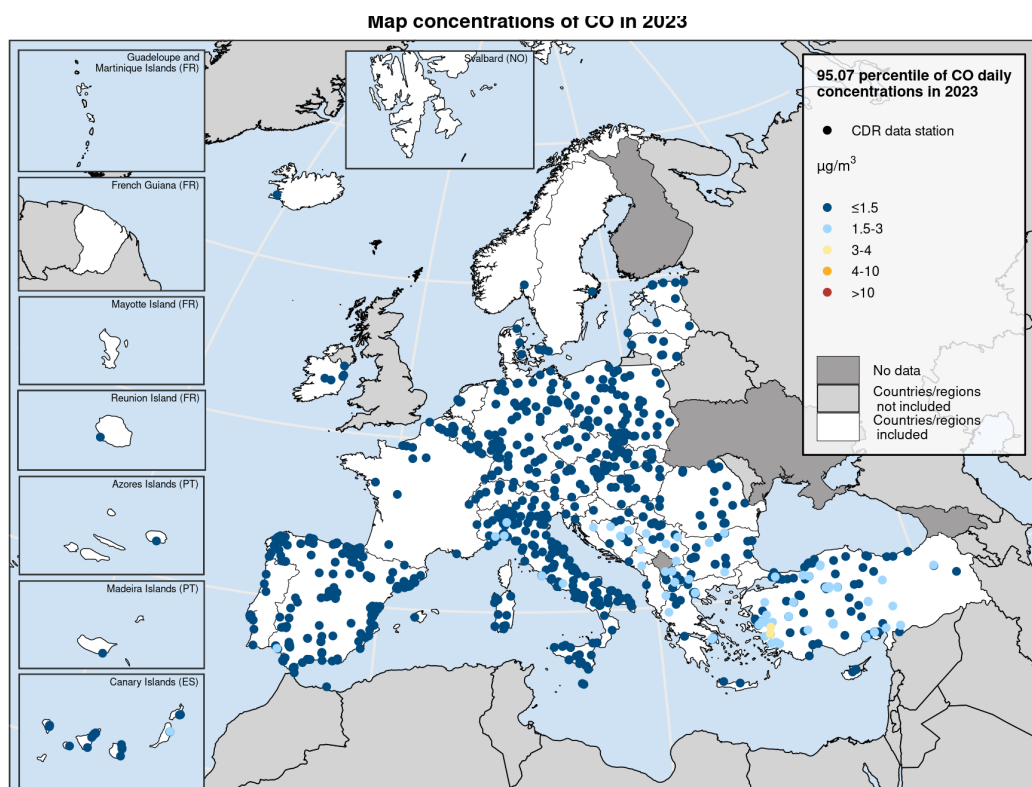 Map concentrations of CO in 2023
Guadeloupe and
Martinique Islands (FR)
French Guiana (FR)
Mayotte Island (FR)
Reunion Island (FR)
Azores Islands (PT)
Madeira Islands (PT)
Canary Islands (ES)
Svalbard (NO)
95.07 percentile of CO daily
concentrations in 2023
CDR data station
µg/m³
≤1.5
1.5-3
3-4
4-10
>10
No data
Countries/regions
not included
Countries/regions
included